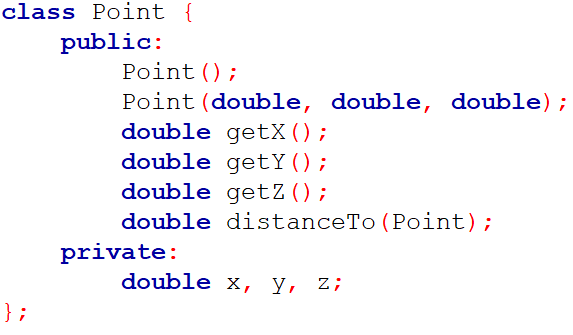 class Point {
    public:
        Point();
        Point(double, double, double);
        double getX();
        double getY();
        double getZ();
        double distanceTo(Point);
    private:
        double x, y, z;
};